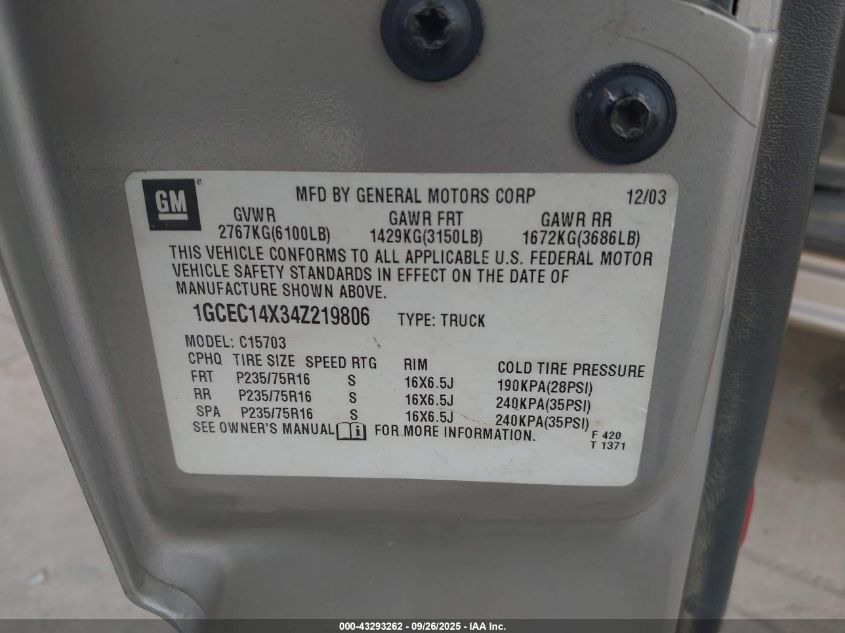 GM MFD BY GENERAL MOTORS CORP 12/03
GVWR GAWR FRT GAWR RR
2767KG(6100LB) 1429KG(3150LB) 1672KG(3686LB)
THIS VEHICLE CONFORMS TO ALL APPLICABLE U.S. FEDERAL MOTOR
VEHICLE SAFETY STANDARDS IN EFFECT ON THE DATE OF
MANUFACTURE SHOWN ABOVE.
1GCEC14X34Z219806 TYPE: TRUCK
MODEL: C15703
CPHQ TIRE SIZE SPEED RTG RIM COLD TIRE PRESSURE
FRT P235/75R16 S 16X6.5J 190KPA(28PSI)
RR P235/75R16 S 16X6.5J 240KPA(35PSI)
SPA P235/75R16 S 16X6.5J 240KPA(35PSI)
SEE OWNER'S MANUAL FOR MORE INFORMATION.
F 420
T 1371
000-43293262 - 09/26/2025 - IAA Inc.